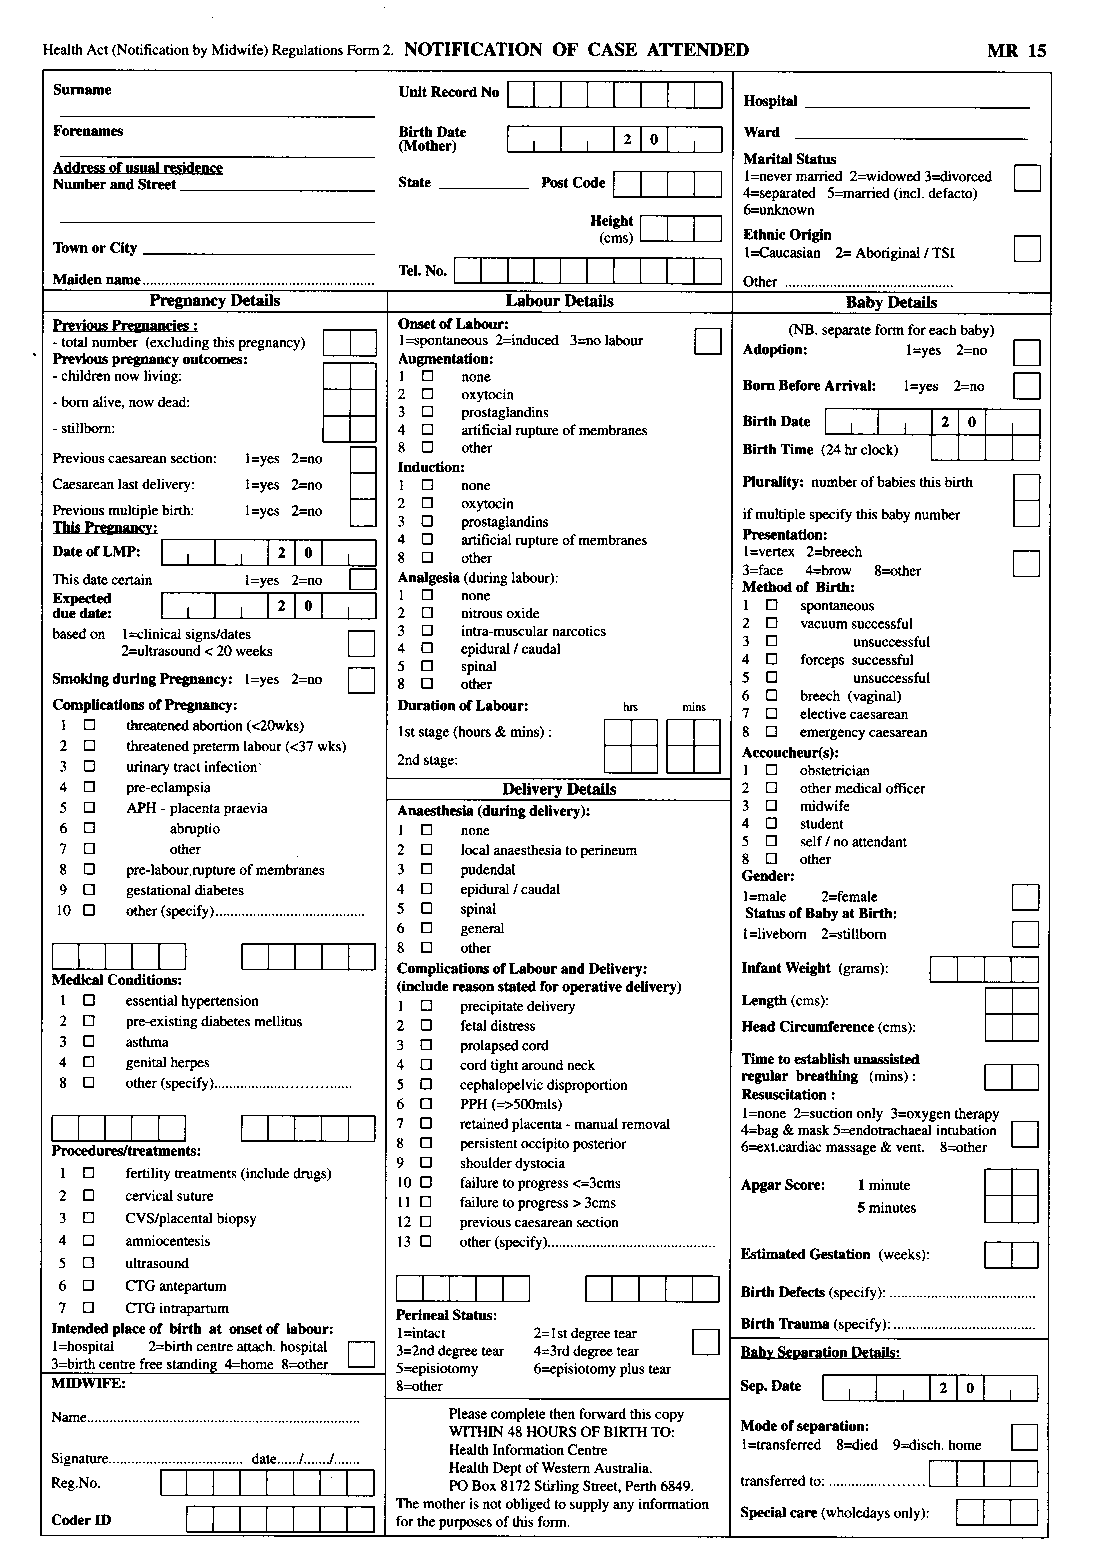 Health Act (Notification by Midwife) Regulations Form 2. NOTIFICATION OF CASE ATTENDED MR 15
Surname
Forenames
Address of usual residence
Number and Street
Town or City
Maiden name
Unit Record No
Birth Date
(Mother) 2 0
State Post Code
Height
(cms)
Tel. No.
Hospital
Ward
Marital Status
1=never married 2=widowed 3=divorced
4=separated 5=married (incl. defacto)
6=unknown
Ethnic Origin
1=Caucasian 2= Aboriginal / TSI
Other
Pregnancy Details
Previous Pregnancies :
- total number (excluding this pregnancy)
Previous pregnancy outcomes:
- children now living:
- born alive, now dead:
- stillborn:
Previous caesarean section: 1=yes 2=no
Caesarean last delivery: 1=yes 2=no
Previous multiple birth: 1=yes 2=no
This Pregnancy:
Date of LMP: 2 0
This date certain 1=yes 2=no
Expected
due date: 2 0
based on 1=clinical signs/dates
2=ultrasound < 20 weeks
Smoking during Pregnancy: 1=yes 2=no
Complications of Pregnancy:
1 threatened abortion (<20wks)
2 threatened preterm labour (<37 wks)
3 urinary tract infection
4 pre-eclampsia
5 APH - placenta praevia
6 abruptio
7 other
8 pre-labour rupture of membranes
9 gestational diabetes
10 other (specify)
Medical Conditions:
1 essential hypertension
2 pre-existing diabetes mellitus
3 asthma
4 genital herpes
8 other (specify)
Procedures/treatments:
1 fertility treatments (include drugs)
2 cervical suture
3 CVS/placental biopsy
4 amniocentesis
5 ultrasound
6 CTG antepartum
7 CTG intrapartum
Intended place of birth at onset of labour:
1=hospital 2=birth centre attach. hospital
3=birth centre free standing 4=home 8=other
MIDWIFE:
Name
Signature date / /
Reg.No.
Coder ID
Labour Details
Onset of Labour:
1=spontaneous 2=induced 3=no labour
Augmentation:
1 none
2 oxytocin
3 prostaglandins
4 artificial rupture of membranes
8 other
Induction:
1 none
2 oxytocin
3 prostaglandins
4 artificial rupture of membranes
8 other
Analgesia (during labour):
1 none
2 nitrous oxide
3 intra-muscular narcotics
4 epidural / caudal
5 spinal
8 other
Duration of Labour: hrs mins
1st stage (hours & mins) :
2nd stage:
Delivery Details
Anaesthesia (during delivery):
1 none
2 local anaesthesia to perineum
3 pudendal
4 epidural / caudal
5 spinal
6 general
8 other
Complications of Labour and Delivery:
(include reason stated for operative delivery)
1 precipitate delivery
2 fetal distress
3 prolapsed cord
4 cord tight around neck
5 cephalopelvic disproportion
6 PPH (=>500mls)
7 retained placenta - manual removal
8 persistent occipito posterior
9 shoulder dystocia
10 failure to progress <=3cms
11 failure to progress > 3cms
12 previous caesarean section
13 other (specify)
Perineal Status:
1=intact 2=1st degree tear
3=2nd degree tear 4=3rd degree tear
5=episiotomy 6=episiotomy plus tear
8=other
Please complete then forward this copy
WITHIN 48 HOURS OF BIRTH TO:
Health Information Centre
Health Dept of Western Australia.
PO Box 8172 Stirling Street, Perth 6849.
The mother is not obliged to supply any information
for the purposes of this form.
Baby Details
(NB. separate form for each baby)
Adoption: 1=yes 2=no
Born Before Arrival: 1=yes 2=no
Birth Date 2 0
Birth Time (24 hr clock)
Plurality: number of babies this birth
if multiple specify this baby number
Presentation:
1=vertex 2=breech
3=face 4=brow 8=other
Method of Birth:
1 spontaneous
2 vacuum successful
3 unsuccessful
4 forceps successful
5 unsuccessful
6 breech (vaginal)
7 elective caesarean
8 emergency caesarean
Accoucheur(s):
1 obstetrician
2 other medical officer
3 midwife
4 student
5 self / no attendant
8 other
Gender:
1=male 2=female
Status of Baby at Birth:
1=liveborn 2=stillborn
Infant Weight (grams):
Length (cms):
Head Circumference (cms):
Time to establish unassisted
regular breathing (mins) :
Resuscitation :
1=none 2=suction only 3=oxygen therapy
4=bag & mask 5=endotrachaeal intubation
6=ext.cardiac massage & vent. 8=other
Apgar Score: 1 minute
5 minutes
Estimated Gestation (weeks):
Birth Defects (specify):
Birth Trauma (specify):
Baby Separation Details:
Sep. Date 2 0
Mode of separation:
1=transferred 8=died 9=disch. home
transferred to:
Special care (wholedays only):